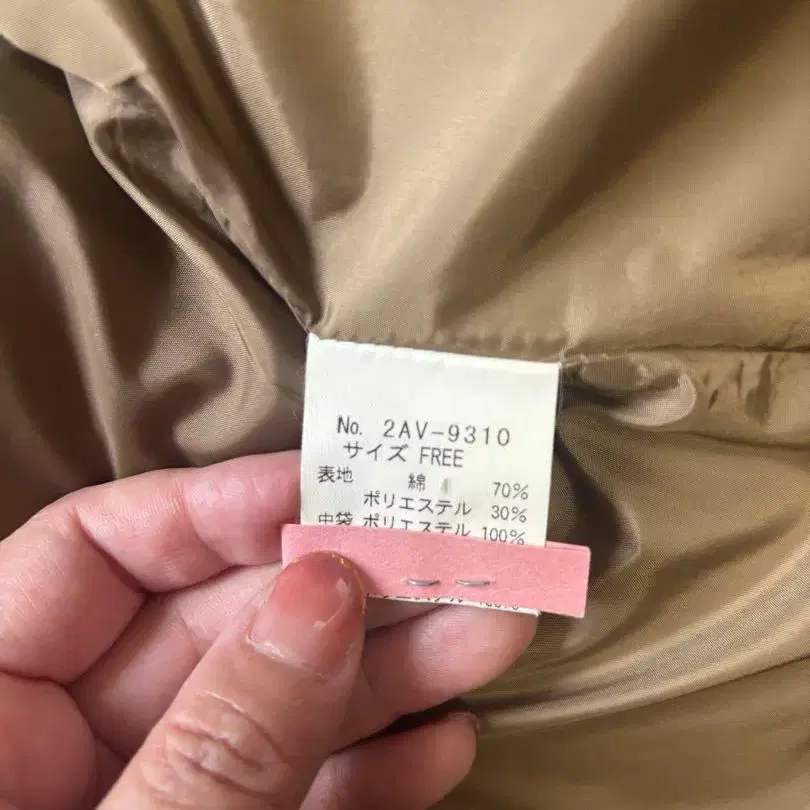 No. 2AV-9310
サイズ FREE
表地 綿 70%
ポリエステル 30%
中袋 ポリエステル 100%